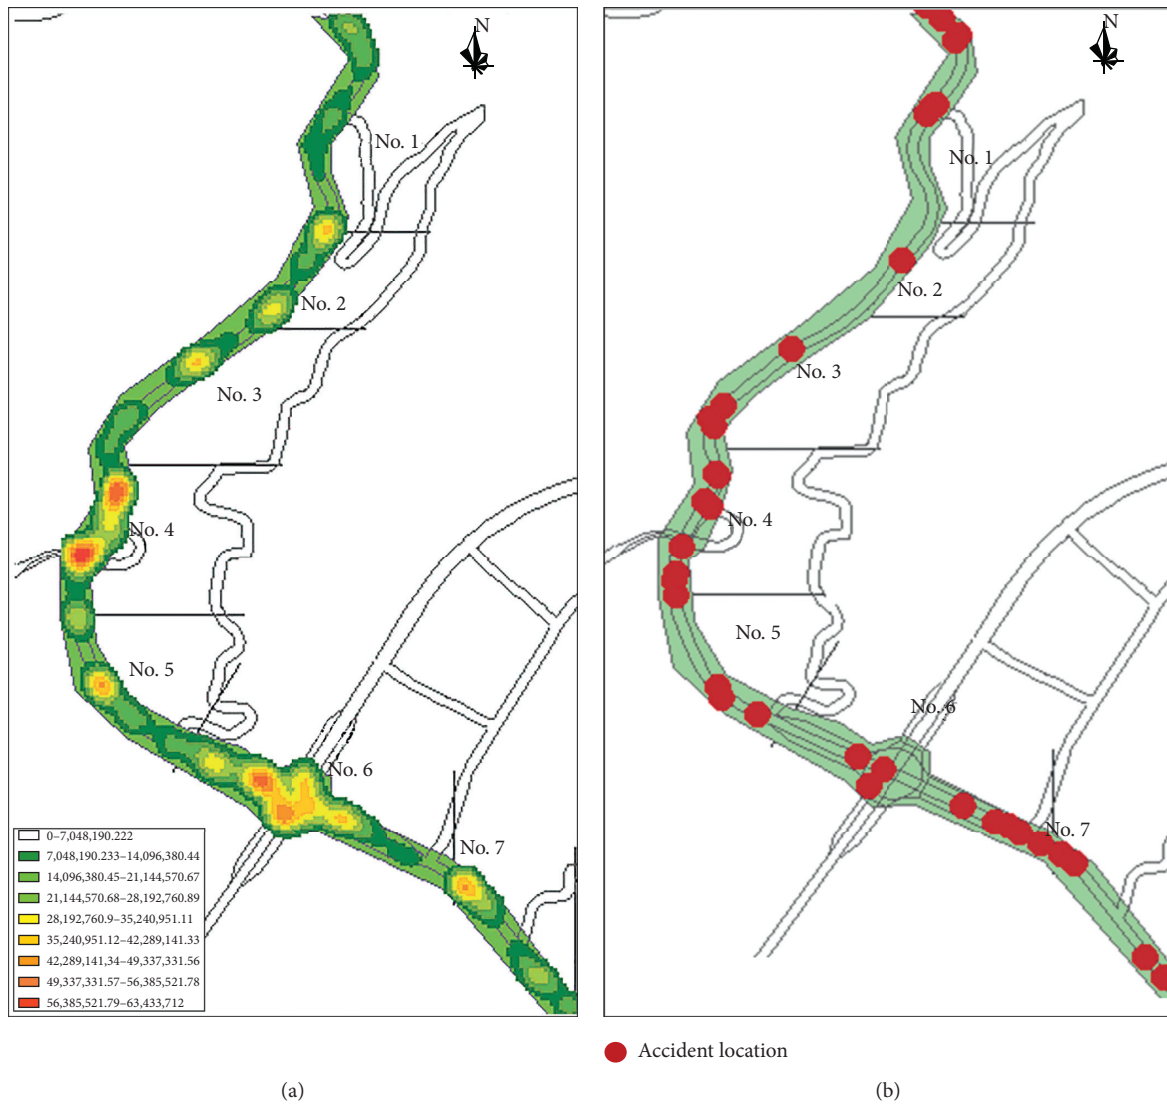 N
No. 1
No. 2
No. 3
No. 4
No. 5
No. 6
No. 7
0–7,048,190.222
7,048,190.233–14,096,380.44
14,096,380.45–21,144,570.67
21,144,570.68–28,192,760.89
28,192,760.9–35,240,951.11
35,240,951.12–42,289,141.33
42,289,141.34–49,337,331.56
49,337,331.57–56,385,521.78
56,385,521.79–63,433,712
(a)
N
No. 1
No. 2
No. 3
No. 4
No. 5
No. 6
No. 7
Accident location
(b)